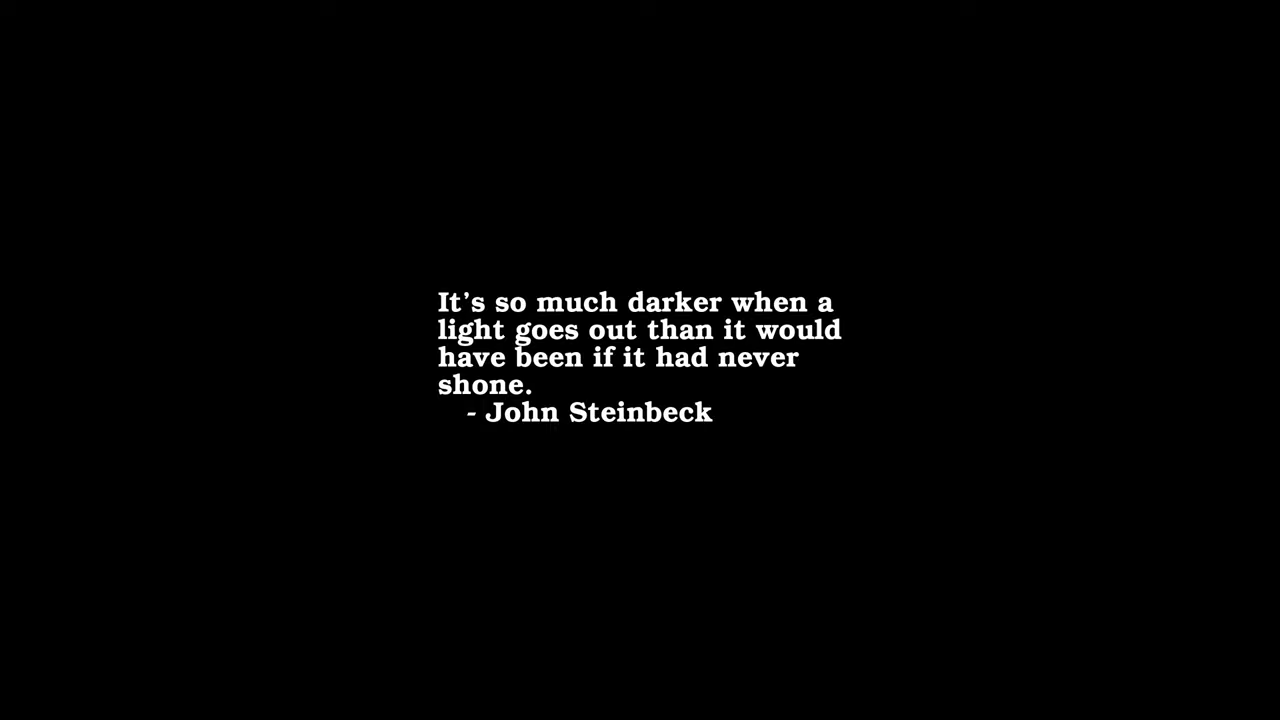 It’s so much darker when a
light goes out than it would
have been if it had never
shone.
- John Steinbeck